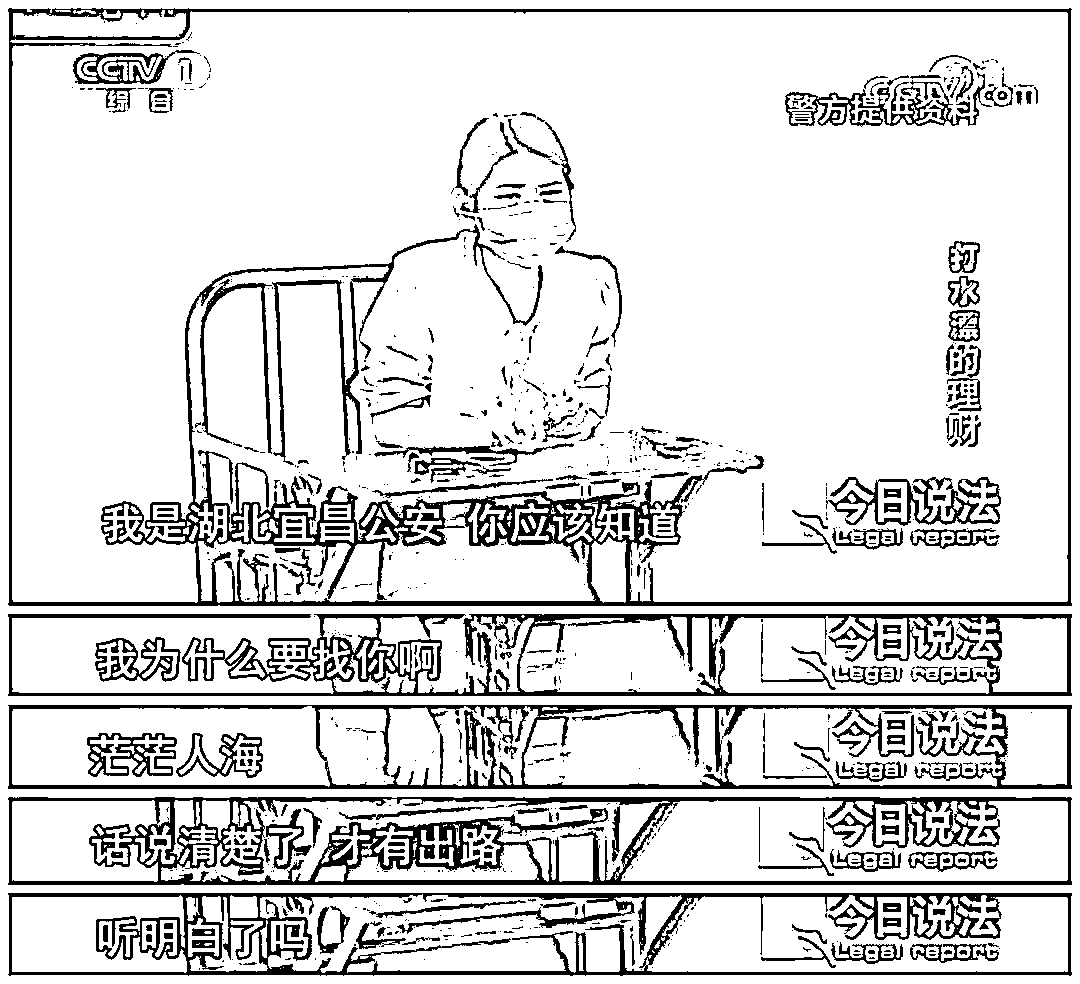 CCTV 1
综合
CCTV.com
警方提供资料
打水漂的理财
我是湖北宜昌公安 你应该知道
今日说法
Legal report
我为什么要找你啊
今日说法
Legal report
茫茫人海
今日说法
Legal report
话说清楚了 才有出路
今日说法
Legal report
听明白了吗
今日说法
Legal report